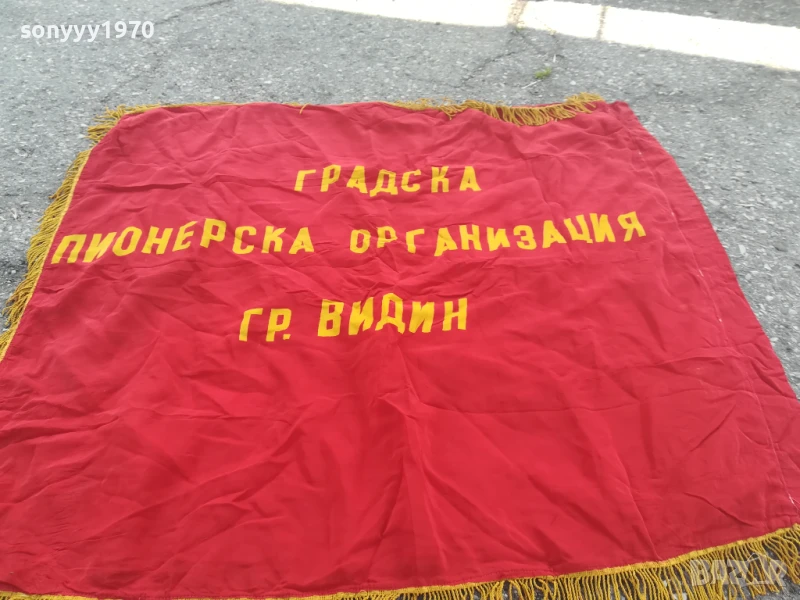 sonyyy1970
ГРАДСКА
ПИОНЕРСКА ОРГАНИЗАЦИЯ
ГР. ВИДИН